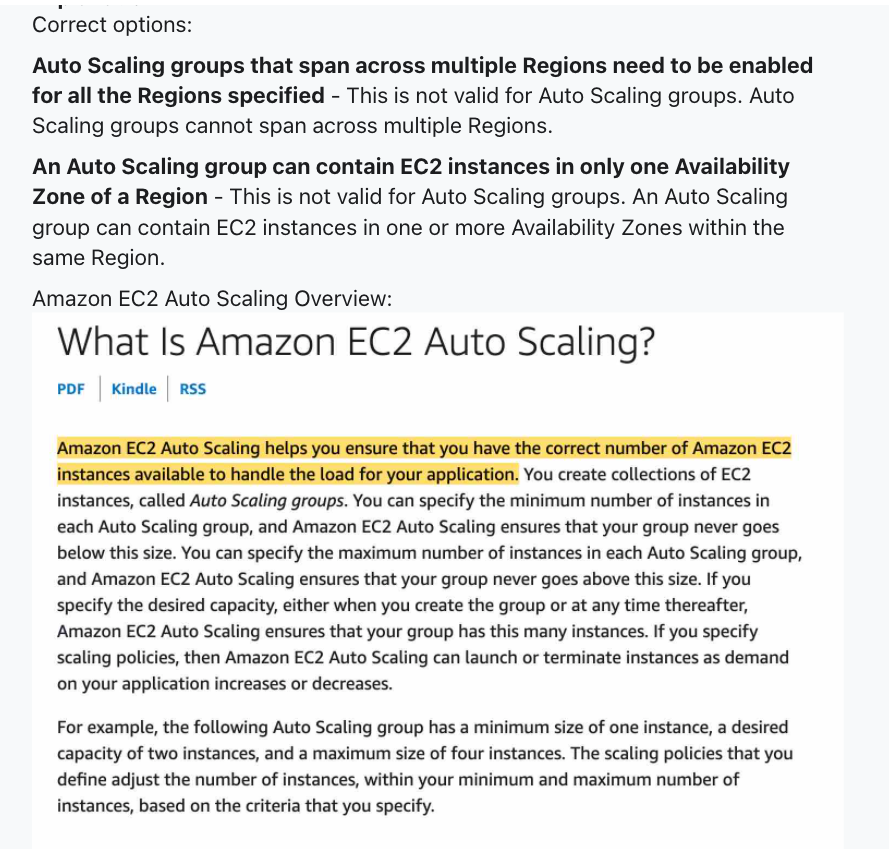 Correct options:
Auto Scaling groups that span across multiple Regions need to be enabled
for all the Regions specified - This is not valid for Auto Scaling groups. Auto
Scaling groups cannot span across multiple Regions.
An Auto Scaling group can contain EC2 instances in only one Availability
Zone of a Region - This is not valid for Auto Scaling groups. An Auto Scaling
group can contain EC2 instances in one or more Availability Zones within the
same Region.
Amazon EC2 Auto Scaling Overview:
What Is Amazon EC2 Auto Scaling?
PDF | Kindle | RSS
Amazon EC2 Auto Scaling helps you ensure that you have the correct number of Amazon EC2
instances available to handle the load for your application. You create collections of EC2
instances, called Auto Scaling groups. You can specify the minimum number of instances in
each Auto Scaling group, and Amazon EC2 Auto Scaling ensures that your group never goes
below this size. You can specify the maximum number of instances in each Auto Scaling group,
and Amazon EC2 Auto Scaling ensures that your group never goes above this size. If you
specify the desired capacity, either when you create the group or at any time thereafter,
Amazon EC2 Auto Scaling ensures that your group has this many instances. If you specify
scaling policies, then Amazon EC2 Auto Scaling can launch or terminate instances as demand
on your application increases or decreases.
For example, the following Auto Scaling group has a minimum size of one instance, a desired
capacity of two instances, and a maximum size of four instances. The scaling policies that you
define adjust the number of instances, within your minimum and maximum number of
instances, based on the criteria that you specify.